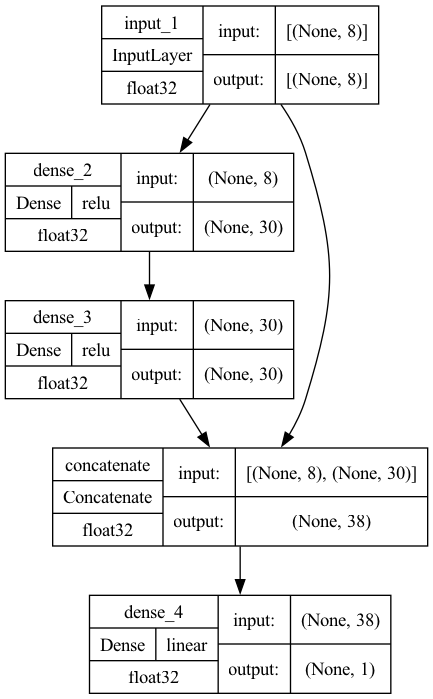 input_1
InputLayer
float32
input:
[(None, 8)]
output:
[(None, 8)]
dense_2
Dense relu
float32
input:
(None, 8)
output:
(None, 30)
dense_3
Dense relu
float32
input:
(None, 30)
output:
(None, 30)
concatenate
Concatenate
float32
input:
[(None, 8), (None, 30)]
output:
(None, 38)
dense_4
Dense linear
float32
input:
(None, 38)
output:
(None, 1)